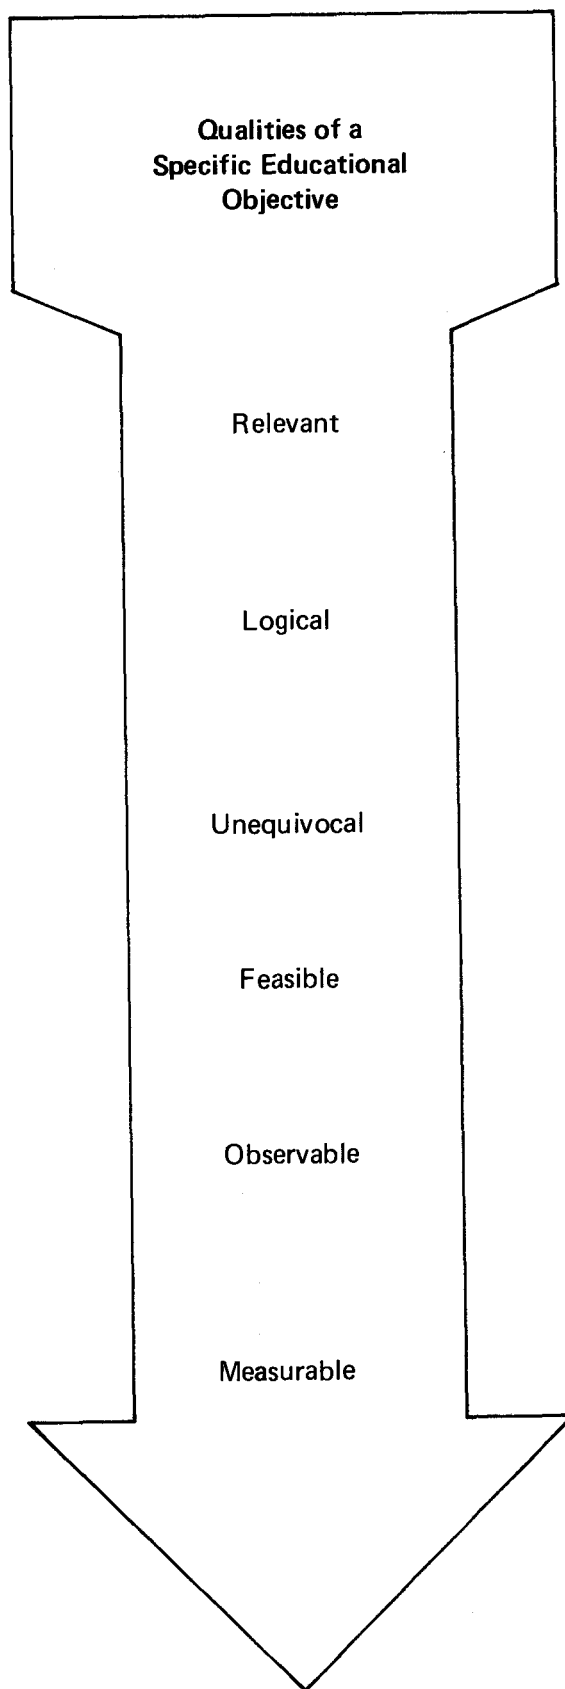 Qualities of a
Specific Educational
Objective
Relevant
Logical
Unequivocal
Feasible
Observable
Measurable